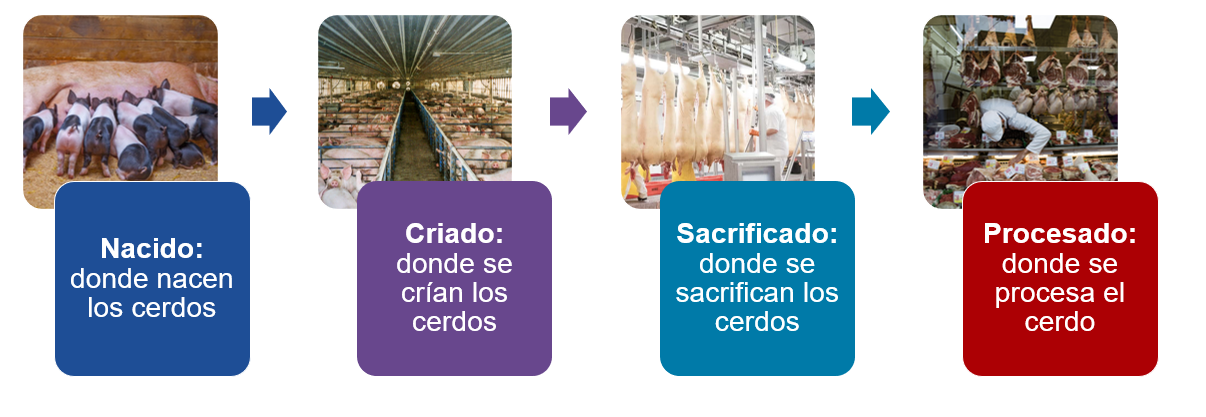 Nacido:
donde nacen
los cerdos
Criado:
donde se
crían los
cerdos
Sacrificado:
donde se
sacrifican los
cerdos
Procesado:
donde se
procesa el
cerdo